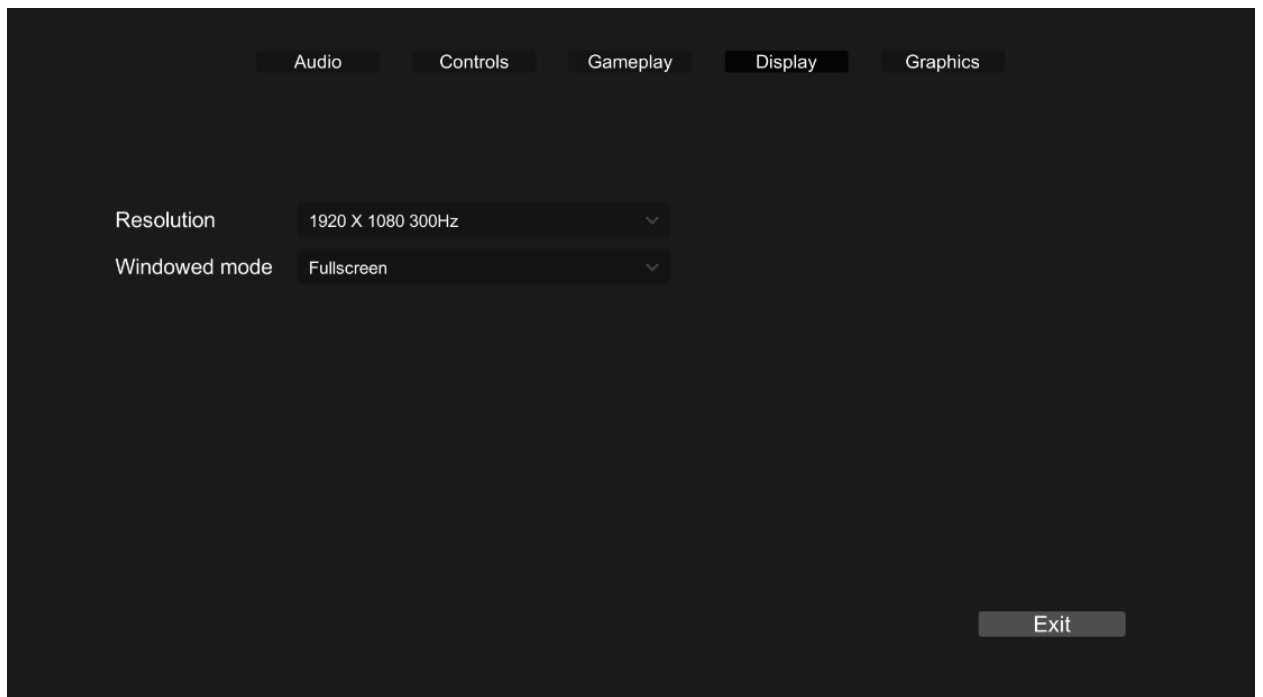 Audio Controls Gameplay Display Graphics
Resolution 1920 X 1080 300Hz
Windowed mode Fullscreen
Exit